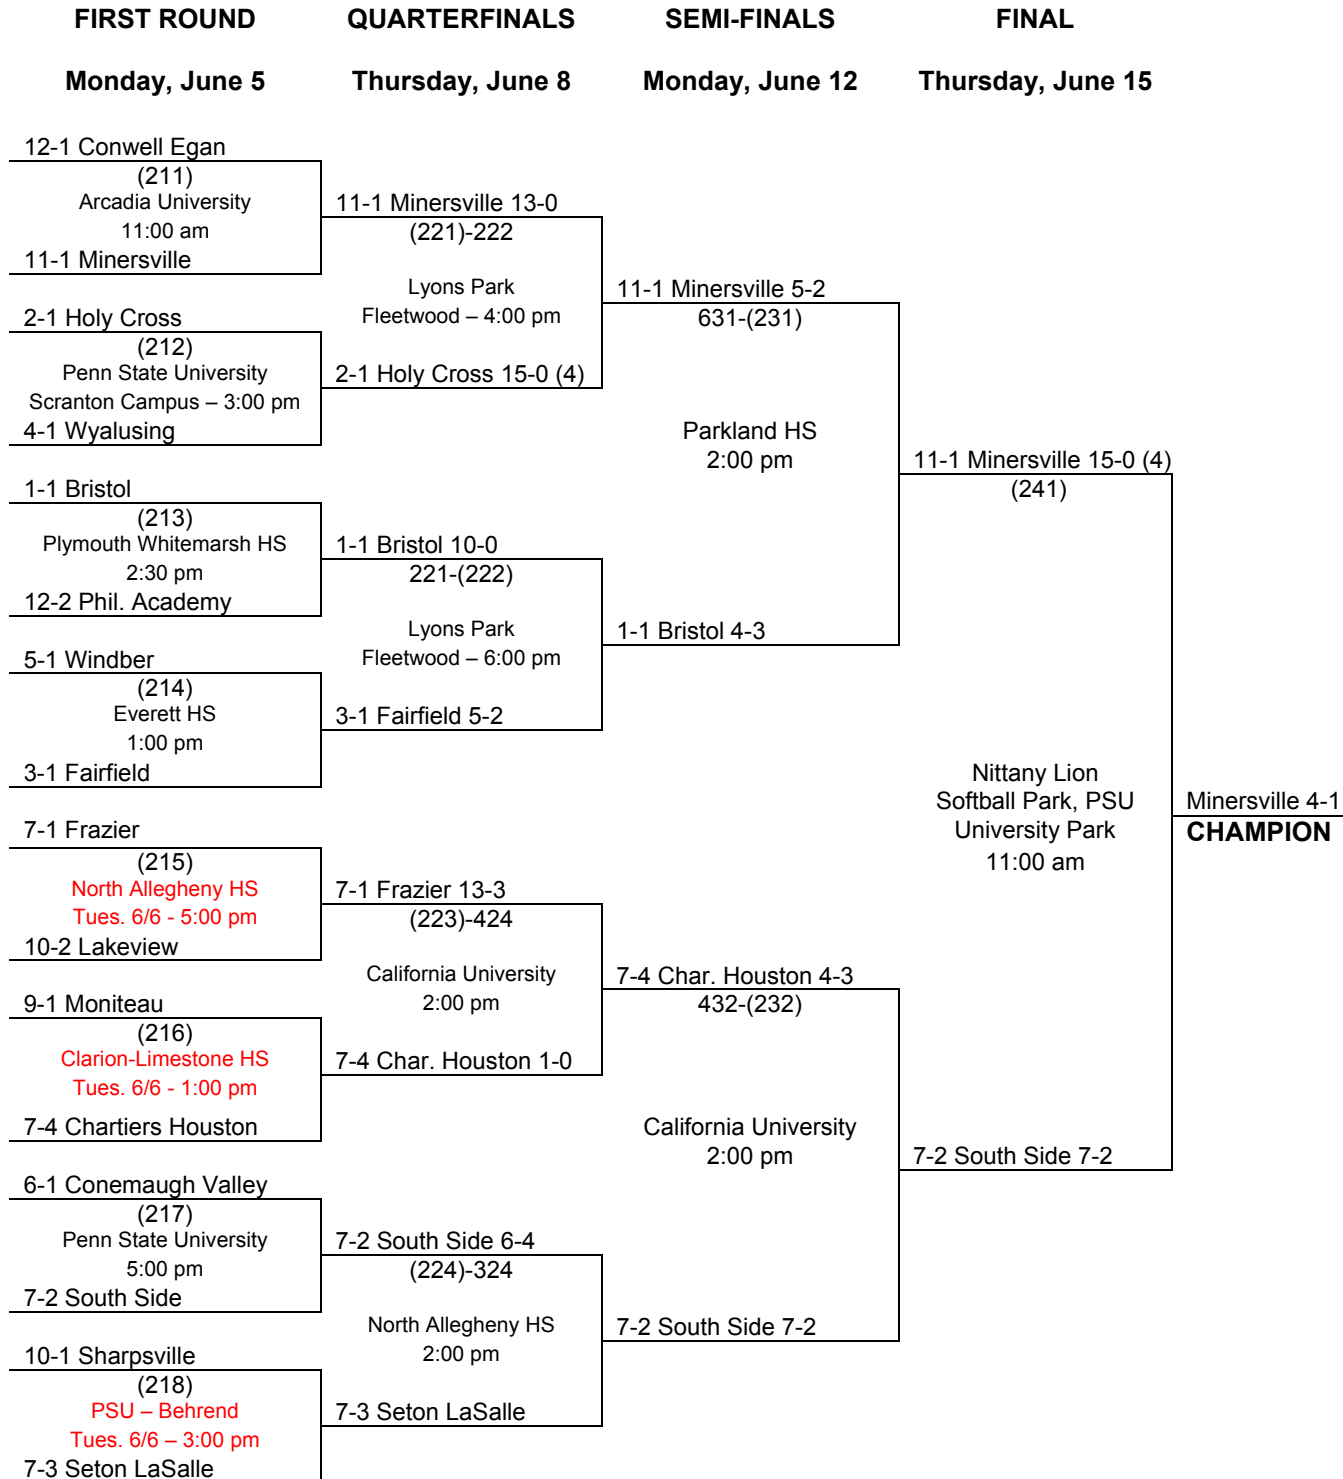 FIRST ROUND
Monday, June 5
12-1 Conwell Egan
(211)
Arcadia University
11:00 am
11-1 Minersville
2-1 Holy Cross
(212)
Penn State University
Scranton Campus – 3:00 pm
4-1 Wyalusing
1-1 Bristol
(213)
Plymouth Whitemarsh HS
2:30 pm
12-2 Phil. Academy
5-1 Windber
(214)
Everett HS
1:00 pm
3-1 Fairfield
7-1 Frazier
(215)
North Allegheny HS
Tues. 6/6 - 5:00 pm
10-2 Lakeview
9-1 Moniteau
(216)
Clarion-Limestone HS
Tues. 6/6 - 1:00 pm
7-4 Chartiers Houston
6-1 Conemaugh Valley
(217)
Penn State University
5:00 pm
7-2 South Side
10-1 Sharpsville
(218)
PSU – Behrend
Tues. 6/6 – 3:00 pm
7-3 Seton LaSalle
QUARTERFINALS
Thursday, June 8
11-1 Minersville 13-0
(221)-222
Lyons Park
Fleetwood – 4:00 pm
2-1 Holy Cross 15-0 (4)
1-1 Bristol 10-0
221-(222)
Lyons Park
Fleetwood – 6:00 pm
3-1 Fairfield 5-2
7-1 Frazier 13-3
(223)-424
California University
2:00 pm
7-4 Char. Houston 1-0
7-2 South Side 6-4
(224)-324
North Allegheny HS
2:00 pm
7-3 Seton LaSalle
SEMI-FINALS
Monday, June 12
11-1 Minersville 5-2
631-(231)
Parkland HS
2:00 pm
1-1 Bristol 4-3
7-4 Char. Houston 4-3
432-(232)
California University
2:00 pm
7-2 South Side 7-2
FINAL
Thursday, June 15
11-1 Minersville 15-0 (4)
(241)
Nittany Lion
Softball Park, PSU
University Park
11:00 am
7-2 South Side 7-2
Minersville 4-1
CHAMPION